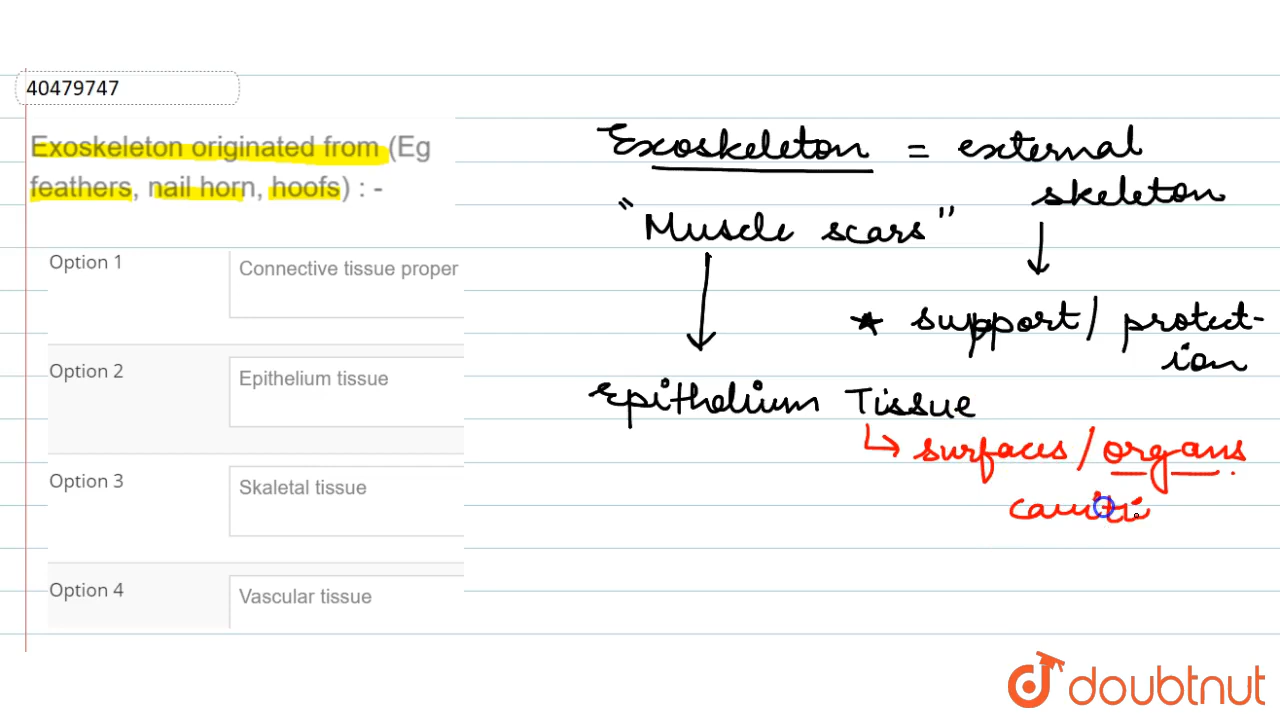 40479747
Exoskeleton originated from (Eg
feathers, nail horn, hoofs) : -
Option 1 Connective tissue proper
Option 2 Epithelium tissue
Option 3 Skaletal tissue
Option 4 Vascular tissue
Exoskeleton = external
skeleton
"Muscle scars"
* support/ protect-
ion
Epithelium Tissue
surfaces/organs
caviti
doubtnut